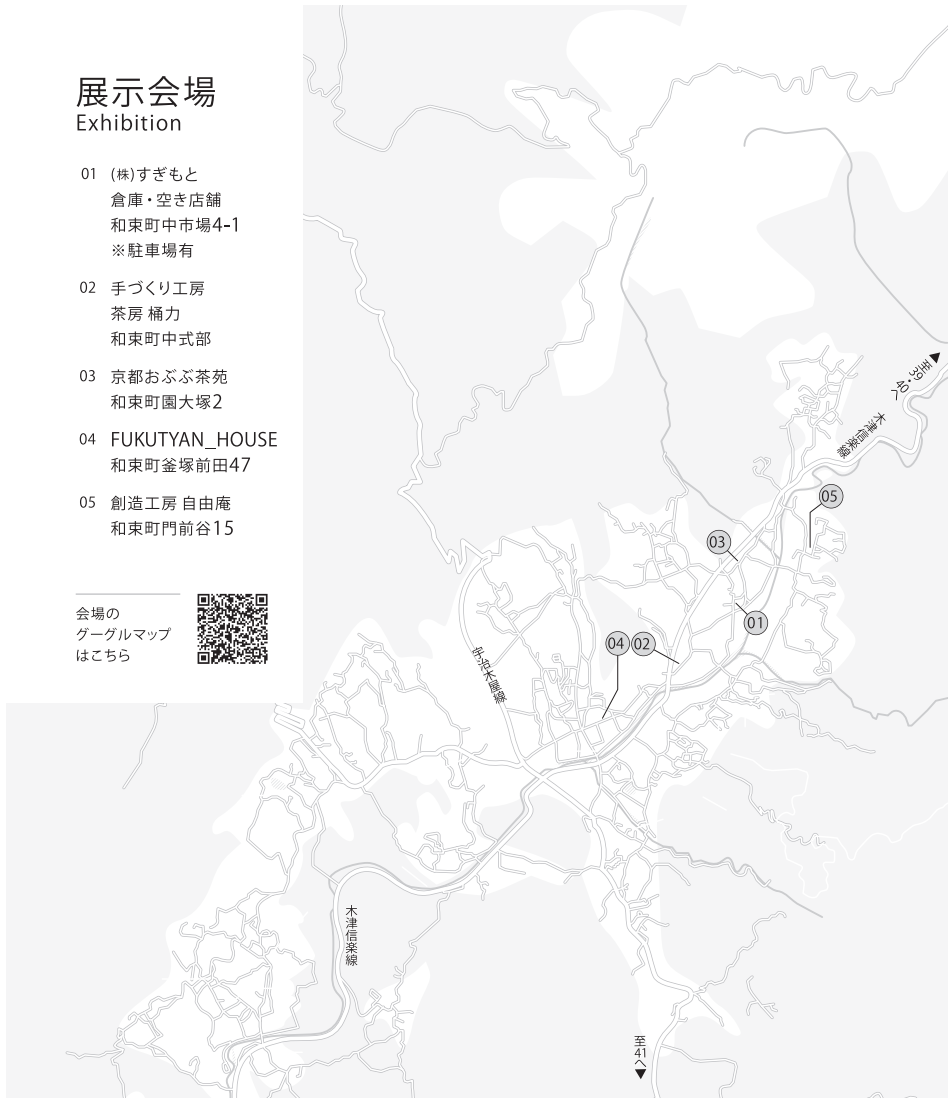 展示会場
Exhibition
01 (株)すぎもと
倉庫・空き店舗
和束町中市場4-1
※駐車場有
02 手づくり工房
茶房 桶力
和束町中式部
03 京都おぶぶ茶苑
和束町園大塚2
04 FUKUTYAN_HOUSE
和束町釜塚前田47
05 創造工房 自由庵
和束町門前谷15
会場の
グーグルマップ
はこちら
至39・40へ
木津信楽線
05
03
01
04 02
宇治木屋線
木津信楽線
至41へ